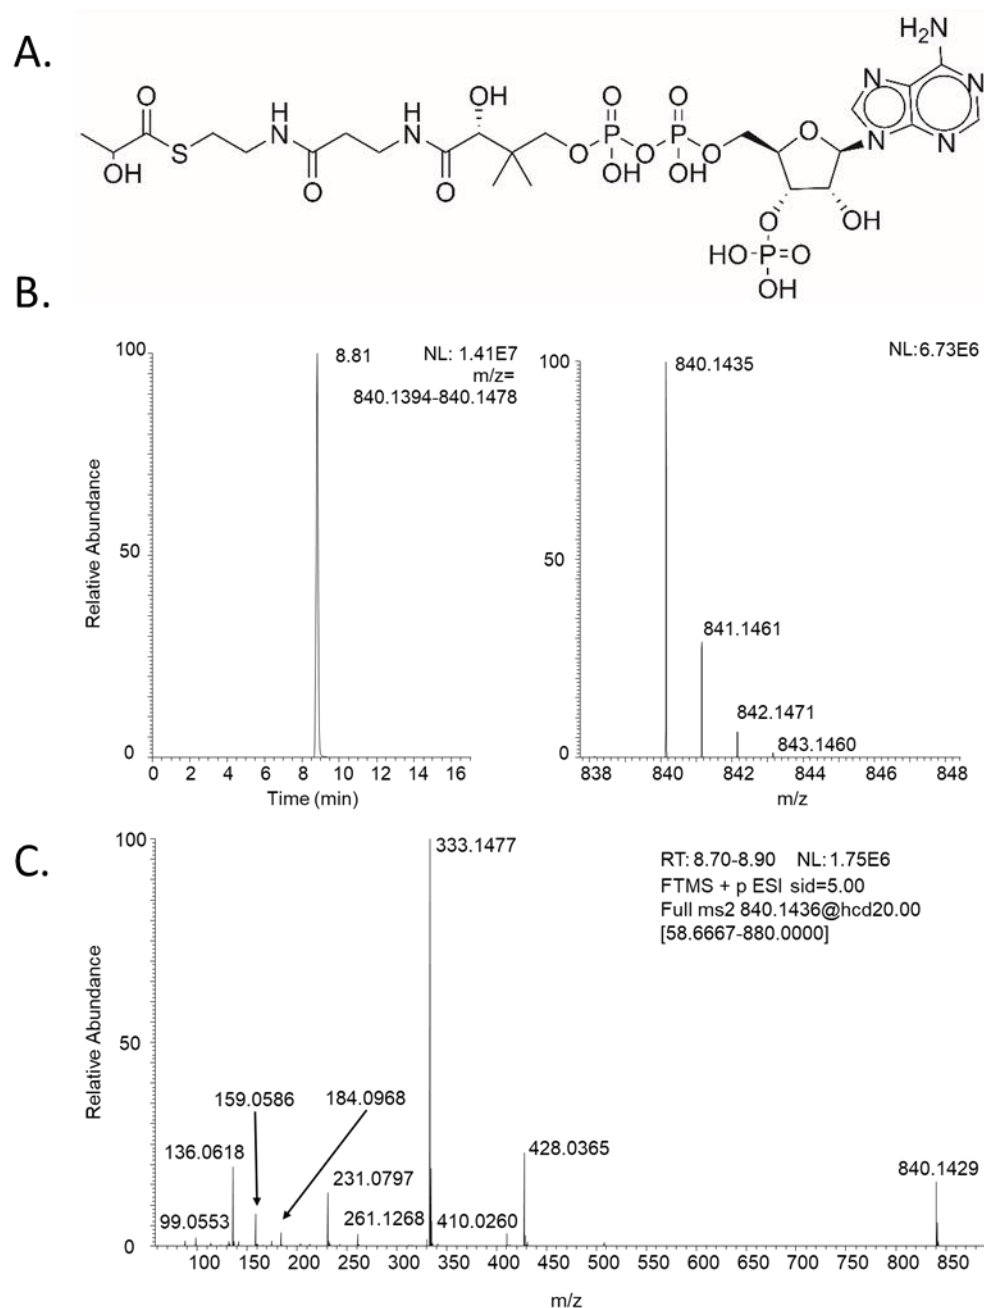 A.
H₂N
O
OH
S
H
N
O
H
N
O
OH
O
O
P
OH
O
O
P
OH
O
O
N
N
N
N
O
OH
HO-P=O
OH
B.
100
50
0
Relative Abundance
8.81
NL: 1.41E7
m/z=
840.1394-840.1478
0 2 4 6 8 10 12 14 16
Time (min)
100
50
0
NL:6.73E6
840.1435
841.1461
842.1471
843.1460
838 840 842 844 846 848
m/z
C.
100
50
0
Relative Abundance
333.1477
RT: 8.70-8.90 NL: 1.75E6
FTMS + p ESI sid=5.00
Full ms2 840.1436@hcd20.00
[58.6667-880.0000]
159.0586 184.0968
136.0618
231.0797
428.0365
840.1429
99.0553
261.1268
410.0260
100 150 200 250 300 350 400 450 500 550 600 650 700 750 800 850
m/z